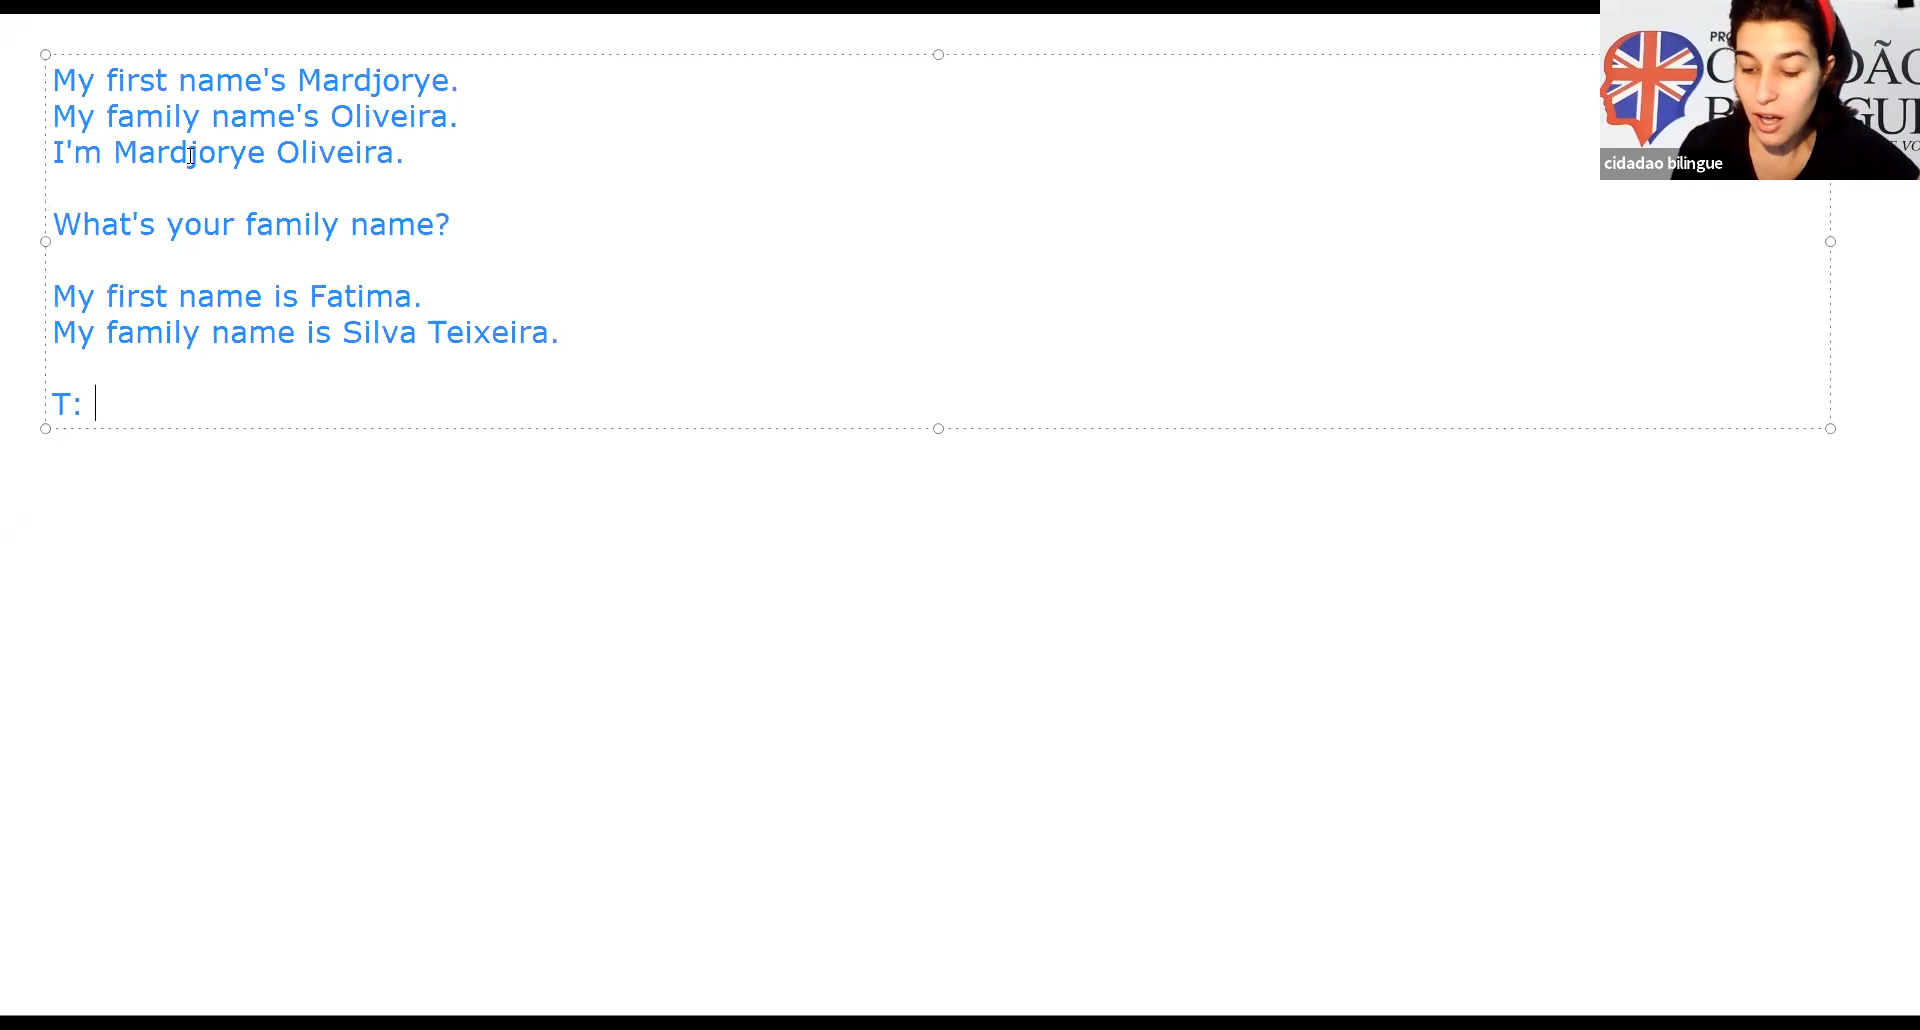 My first name's Mardjorye.
My family name's Oliveira.
I'm Mardjorye Oliveira.
What's your family name?
My first name is Fatima.
My family name is Silva Teixeira.
T:
cidadao bilingue